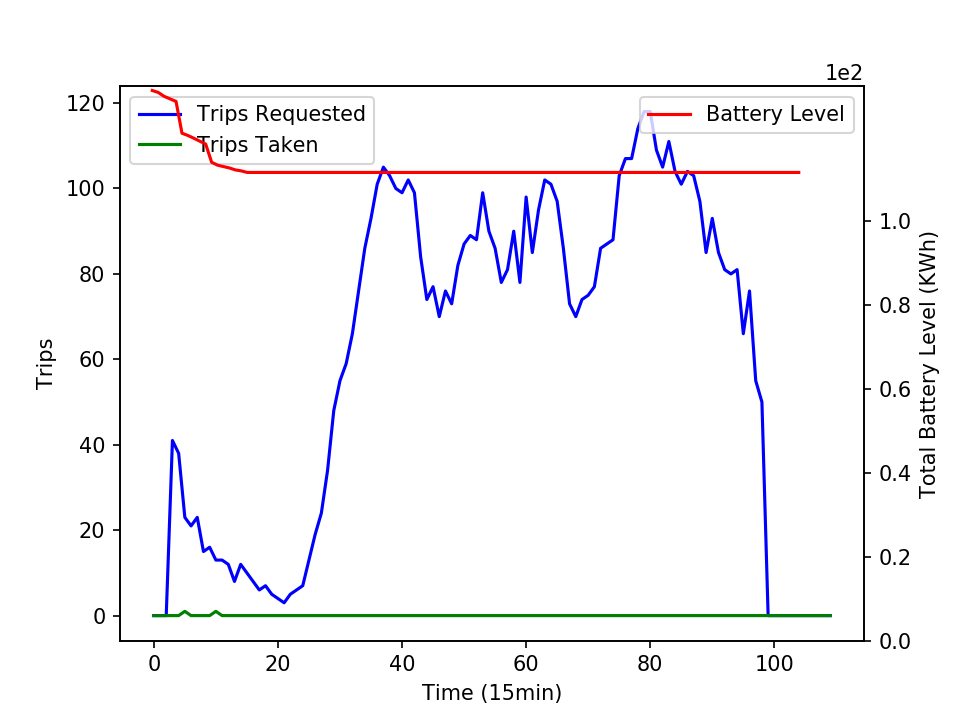 1e2
Trips Requested
Trips Taken
Battery Level
120
100
80
60
40
20
0
Trips
1.0
0.8
0.6
0.4
0.2
0.0
Total Battery Level (KWh)
0 20 40 60 80 100
Time (15min)